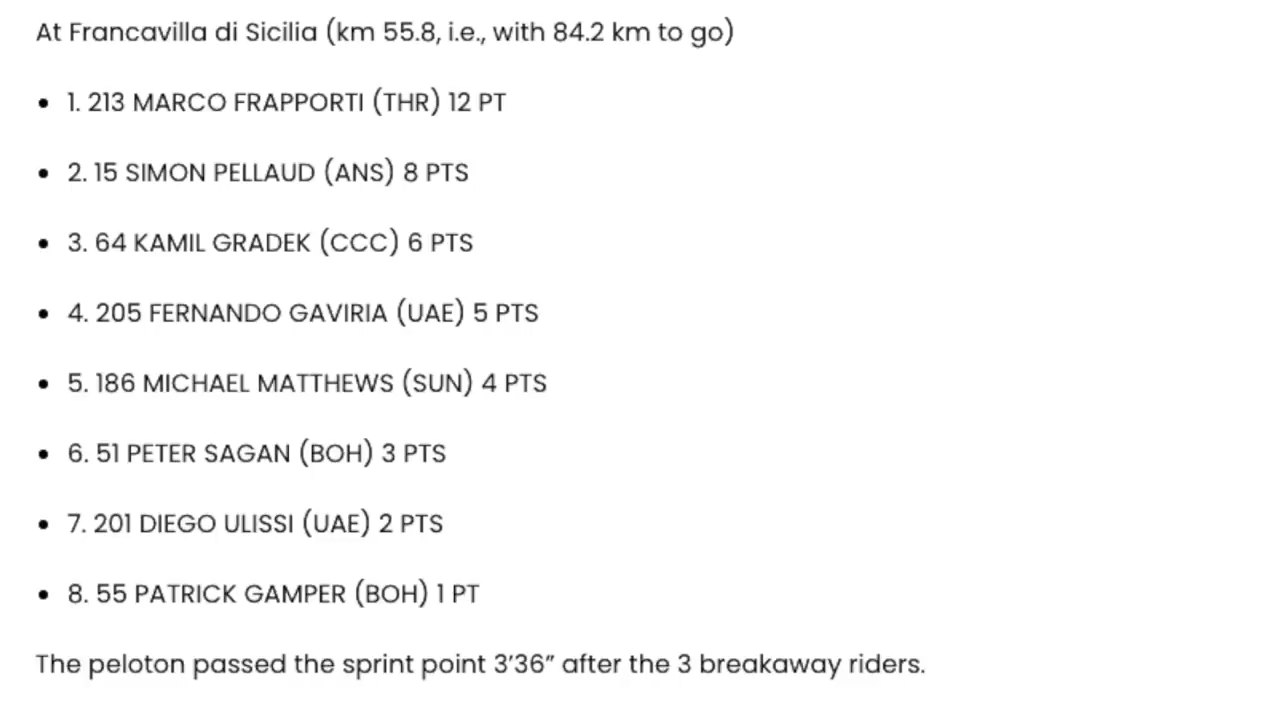 At Francavilla di Sicilia (km 55.8, i.e., with 84.2 km to go)
• 1. 213 MARCO FRAPPORTI (THR) 12 PT
• 2. 15 SIMON PELLAUD (ANS) 8 PTS
• 3. 64 KAMIL GRADEK (CCC) 6 PTS
• 4. 205 FERNANDO GAVIRIA (UAE) 5 PTS
• 5. 186 MICHAEL MATTHEWS (SUN) 4 PTS
• 6. 51 PETER SAGAN (BOH) 3 PTS
• 7. 201 DIEGO ULISSI (UAE) 2 PTS
• 8. 55 PATRICK GAMPER (BOH) 1 PT
The peloton passed the sprint point 3’36” after the 3 breakaway riders.